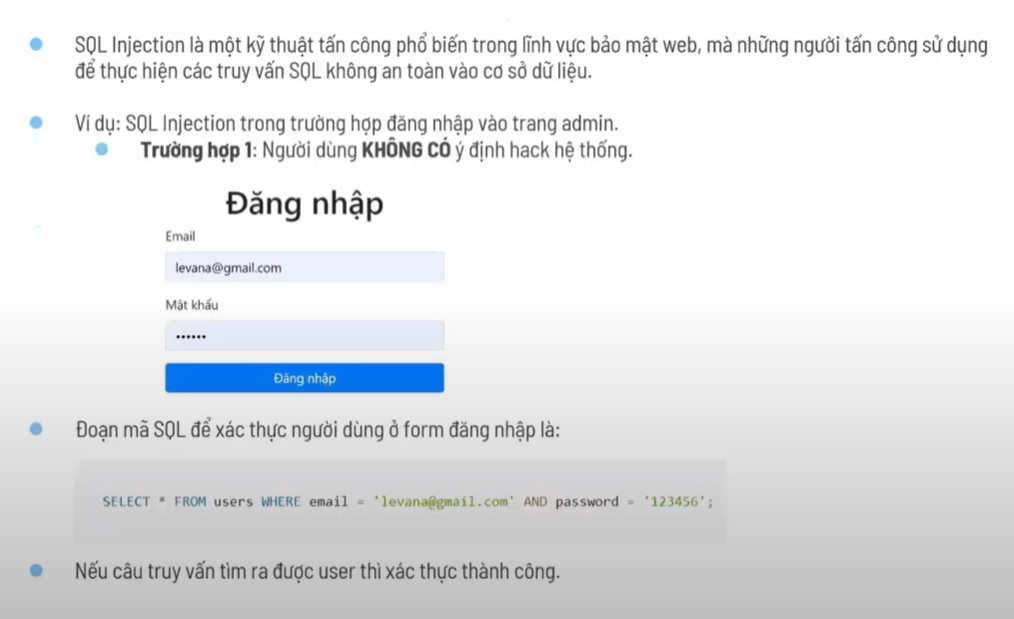 SQL Injection là một kỹ thuật tấn công phổ biến trong lĩnh vực bảo mật web, mà những người tấn công sử dụng
để thực hiện các truy vấn SQL không an toàn vào cơ sở dữ liệu.
Ví dụ: SQL Injection trong trường hợp đăng nhập vào trang admin.
Trường hợp 1: Người dùng KHÔNG CÓ ý định hack hệ thống.
Đăng nhập
Email
levana@gmail.com
Mật khẩu
••••••
Đăng nhập
Đoạn mã SQL để xác thực người dùng ở form đăng nhập là:
SELECT * FROM users WHERE email = 'levana@gmail.com' AND password = '123456';
Nếu câu truy vấn tìm ra được user thì xác thực thành công.